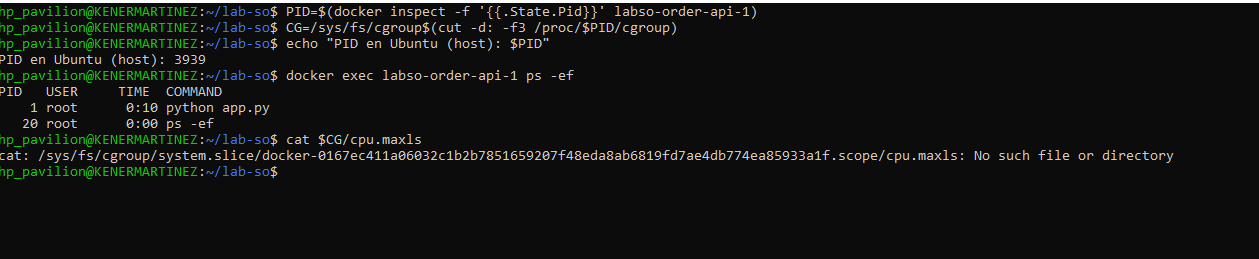 hp_pavilion@KENERMARTINEZ:~/lab-so$ PID=$(docker inspect -f '{{.State.Pid}}' labso-order-api-1)
hp_pavilion@KENERMARTINEZ:~/lab-so$ CG=/sys/fs/cgroup$(cut -d: -f3 /proc/$PID/cgroup)
hp_pavilion@KENERMARTINEZ:~/lab-so$ echo "PID en Ubuntu (host): $PID"
PID en Ubuntu (host): 3939
hp_pavilion@KENERMARTINEZ:~/lab-so$ docker exec labso-order-api-1 ps -ef
PID   USER     TIME  COMMAND
    1 root      0:10 python app.py
   20 root      0:00 ps -ef
hp_pavilion@KENERMARTINEZ:~/lab-so$ cat $CG/cpu.maxls
cat: /sys/fs/cgroup/system.slice/docker-0167ec411a06032c1b2b7851659207f48eda8ab6819fd7ae4db774ea85933a1f.scope/cpu.maxls: No such file or directory
hp_pavilion@KENERMARTINEZ:~/lab-so$